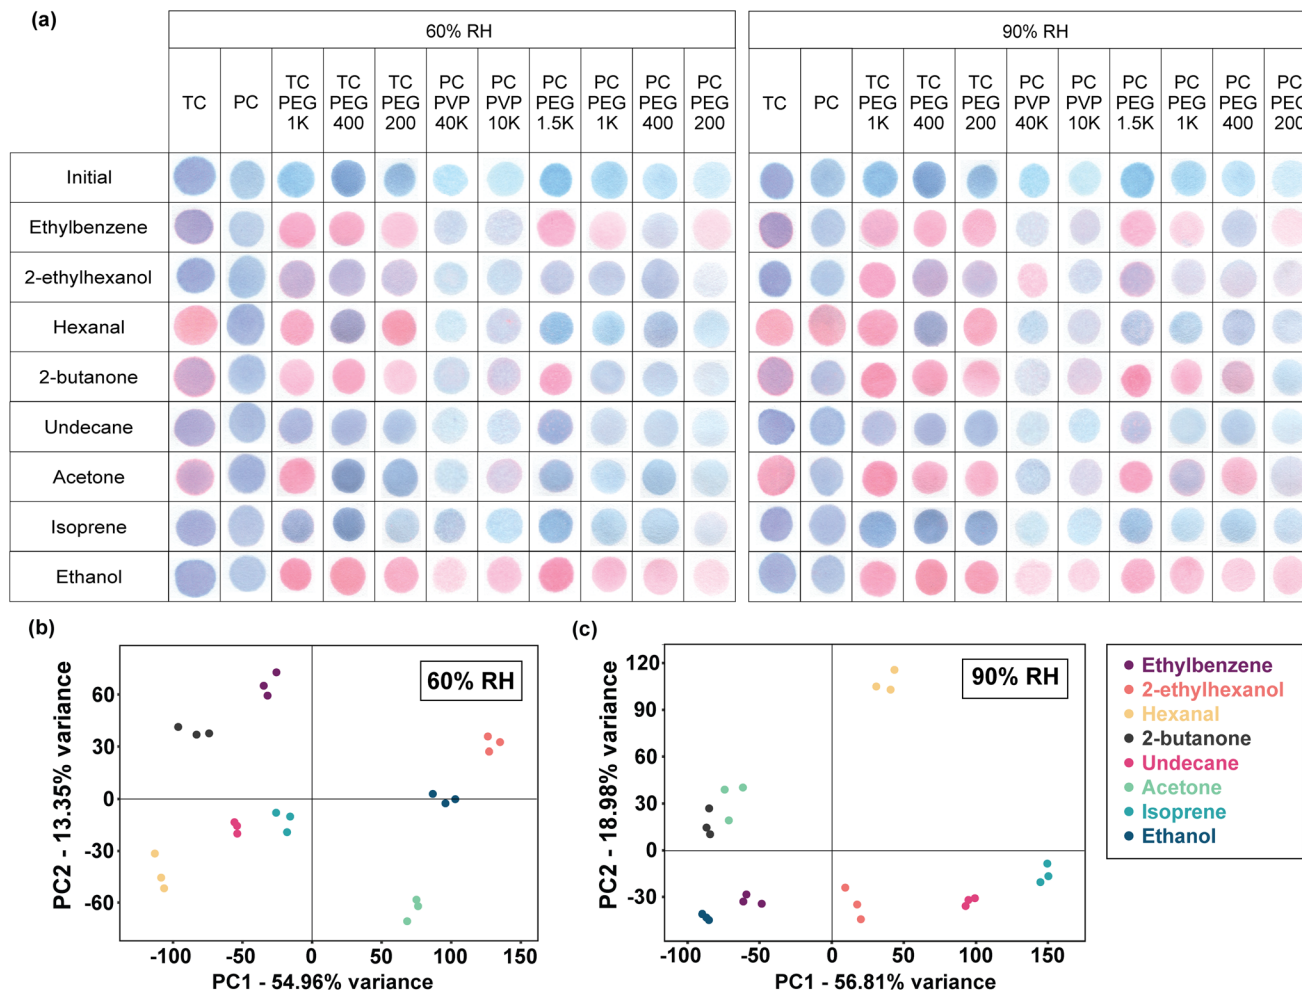 (a)
60% RH
90% RH
TC
PC
TC PEG 1K
TC PEG 400
TC PEG 200
PC PVP 40K
PC PVP 10K
PC PEG 1.5K
PC PEG 1K
PC PEG 400
PC PEG 200
TC
PC
TC PEG 1K
TC PEG 400
TC PEG 200
PC PVP 40K
PC PVP 10K
PC PEG 1.5K
PC PEG 1K
PC PEG 400
200
Initial
Ethylbenzene
2-ethylhexanol
Hexanal
2-butanone
Undecane
Acetone
Isoprene
Ethanol
(b)
60% RH
PC2 - 13.35% variance
60
30
0
-30
-60
-100
-50
0
50
100
150
PC1 - 54.96% variance
(c)
90% RH
PC2 - 18.98% variance
120
90
60
30
0
-30
-100
-50
0
50
100
150
PC1 - 56.81% variance
Ethylbenzene
2-ethylhexanol
Hexanal
2-butanone
Undecane
Acetone
Isoprene
Ethanol